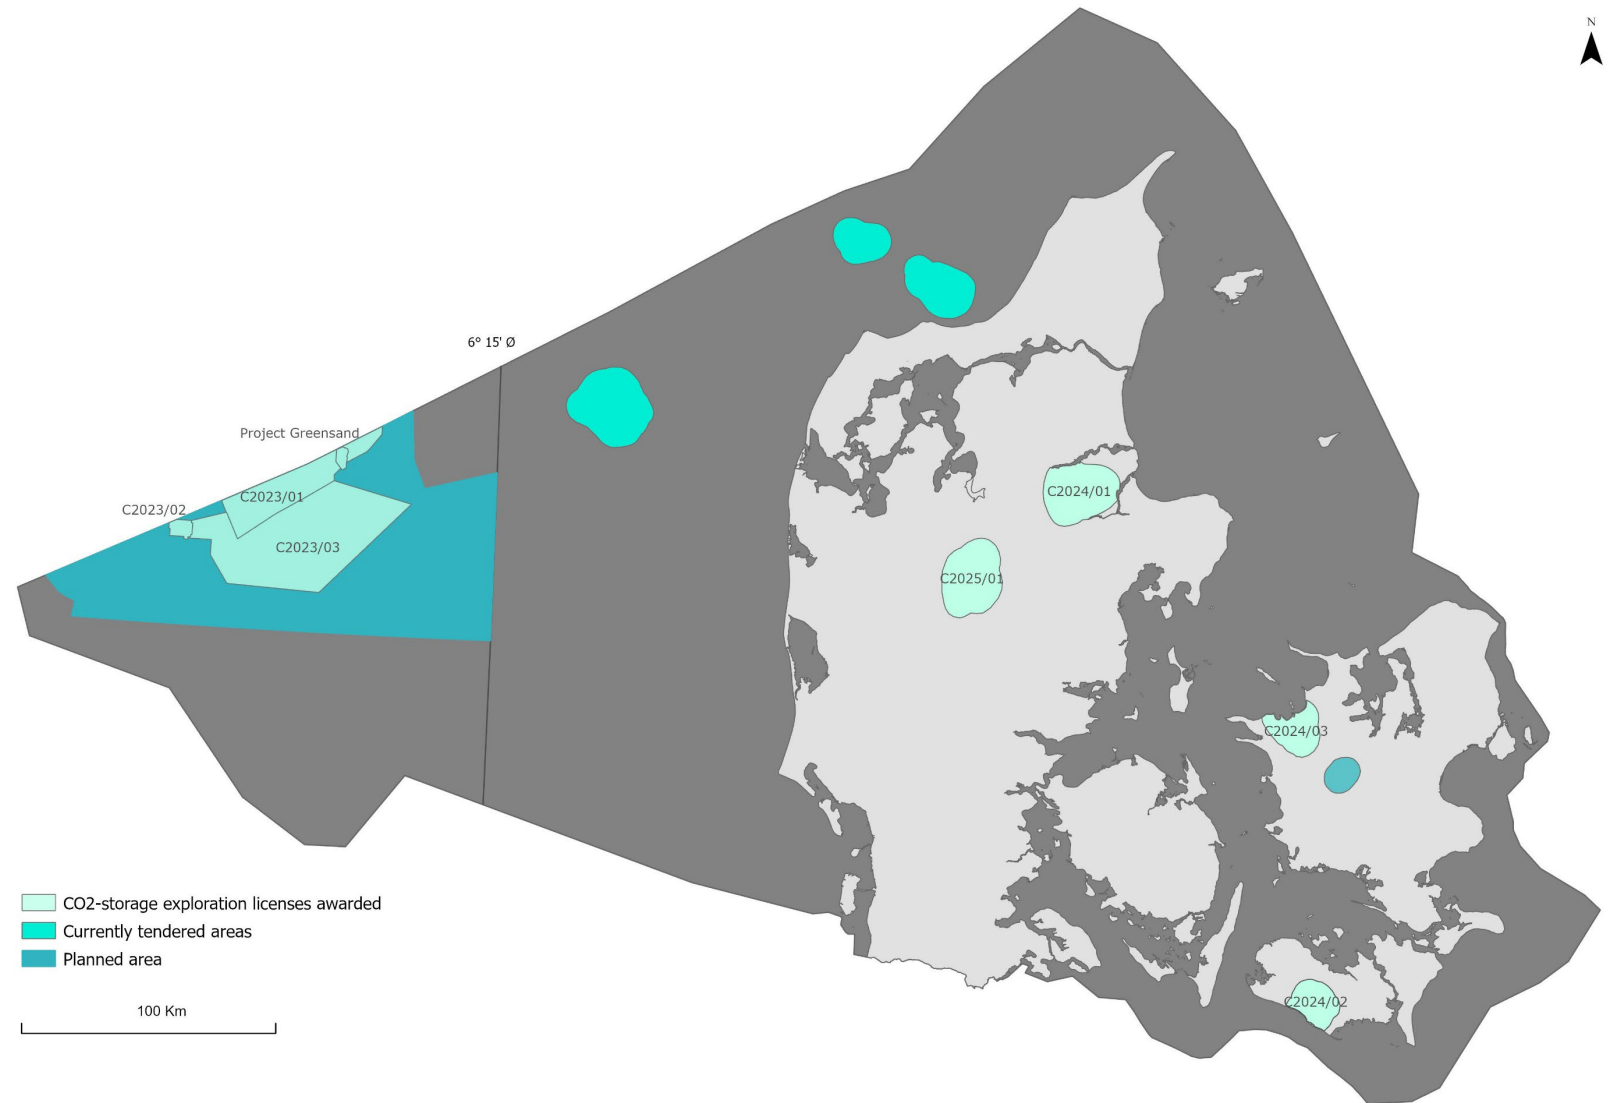 N
6° 15' Ø
Project Greensand
C2023/01
C2023/02
C2023/03
C2024/01
C2025/01
C2024/03
C2024/02
CO2-storage exploration licenses awarded
Currently tendered areas
Planned area
100 Km